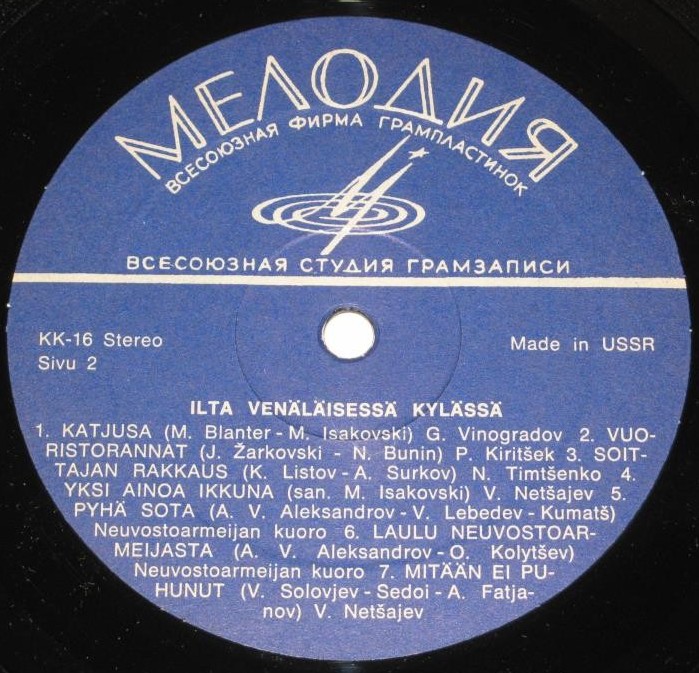 МЕЛОДИЯ
ВСЕСОЮЗНАЯ ФИРМА ГРАМПЛАСТИНОК
ВСЕСОЮЗНАЯ СТУДИЯ ГРАМЗАПИСИ
KK-16 Stereo
Sivu 2
Made in USSR
ILTA VENÄLÄISESSÄ KYLÄSSÄ
1. KATJUSA (M. Blanter - M. Isakovski) G. Vinogradov 2. VUO-
RISTORANNAT (J. Žarkovski - N. Bunin) P. Kiritšek 3. SOIT-
TAJAN RAKKAUS (K. Listov - A. Surkov) N. Timtšenko 4.
YKSI AINOA IKKUNA (san. M. Isakovski) V. Netšajev 5.
PYHÄ SOTA (A. V. Aleksandrov - V. Lebedev - Kumatš)
Neuvostoarmeijan kuoro 6. LAULU NEUVOSTOAR-
MEIJASTA (A. V. Aleksandrov - O. Kolytšev)
Neuvostoarmeijan kuoro 7. MITÄÄN EI PU-
HUNUT (V. Solovjev - Sedoi - A. Fatja-
nov) V. Netšajev